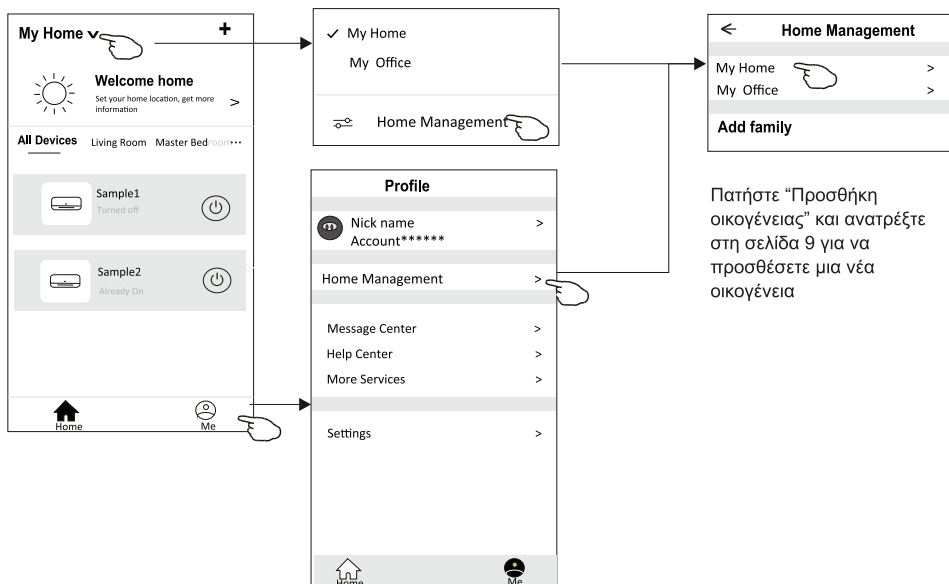 My Home
+
Welcome home
Set your home location, get more
information
>
All Devices Living Room Master Bedroom...
Sample1
Turned off
Sample2
Already On
Home
Me
✓ My Home
My Office
Home Management
Profile
Nick name >
Account******
Home Management >
Message Center >
Help Center >
More Services >
Settings >
Home
Me
← Home Management
My Home >
My Office >
Add family
Πατήστε “Προσθήκη
οικογένειας” και ανατρέξτε
στη σελίδα 9 για να
προσθέσετε μια νέα
οικογένεια